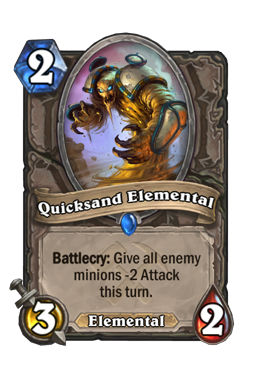 2
Quicksand Elemental
Battlecry: Give all enemy
minions -2 Attack
this turn.
3
Elemental
2